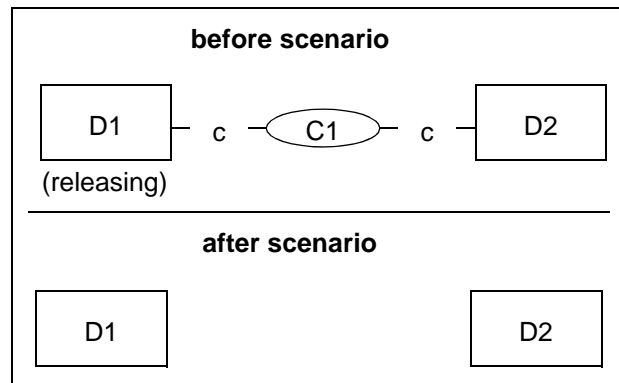 before scenario
D1 c C1 c D2
(releasing)
after scenario
D1 D2